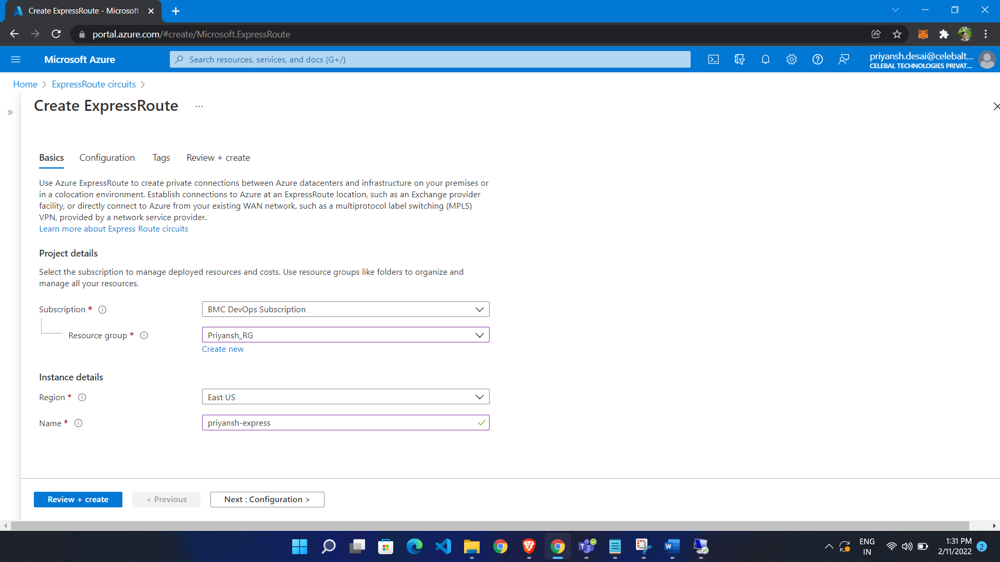 Create ExpressRoute - Microsoft
portal.azure.com/#create/Microsoft.ExpressRoute
Microsoft Azure
Search resources, services, and docs (G+/)
priyansh.desai@celebalt...
CELEBAL TECHNOLOGIES PRIVAT...
Home > ExpressRoute circuits >
Create ExpressRoute ...
Basics Configuration Tags Review + create
Use Azure ExpressRoute to create private connections between Azure datacenters and infrastructure on your premises or
in a colocation environment. Establish connections to Azure at an ExpressRoute location, such as an Exchange provider
facility, or directly connect to Azure from your existing WAN network, such as a multiprotocol label switching (MPLS)
VPN, provided by a network service provider.
Learn more about Express Route circuits
Project details
Select the subscription to manage deployed resources and costs. Use resource groups like folders to organize and
manage all your resources.
Subscription * BMC DevOps Subscription
Resource group * Priyansh_RG
Create new
Instance details
Region * East US
Name * priyansh-express
Review + create < Previous Next : Configuration >
ENG
IN
1:31 PM
2/11/2022
2